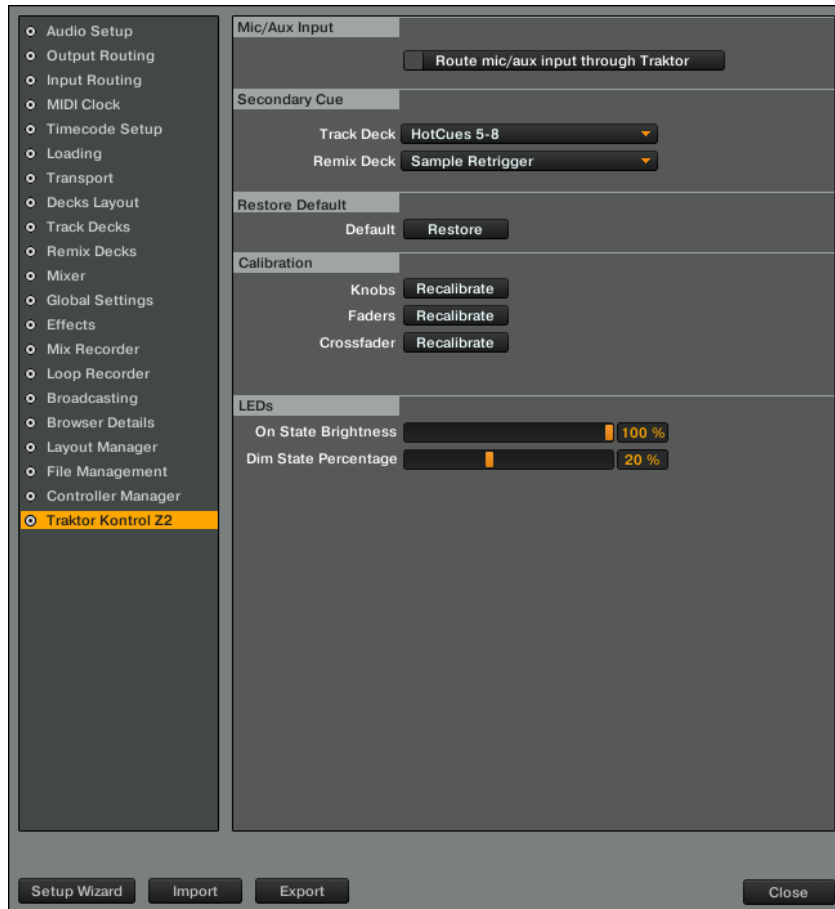 Audio Setup
Output Routing
Input Routing
MIDI Clock
Timecode Setup
Loading
Transport
Decks Layout
Track Decks
Remix Decks
Mixer
Global Settings
Effects
Mix Recorder
Loop Recorder
Broadcasting
Browser Details
Layout Manager
File Management
Controller Manager
Traktor Kontrol Z2
Mic/Aux Input
Route mic/aux input through Traktor
Secondary Cue
Track Deck HotCues 5-8
Remix Deck Sample Retrigger
Restore Default
Default Restore
Calibration
Knobs Recalibrate
Faders Recalibrate
Crossfader Recalibrate
LEDs
On State Brightness 100 %
Dim State Percentage 20 %
Setup Wizard Import Export Close